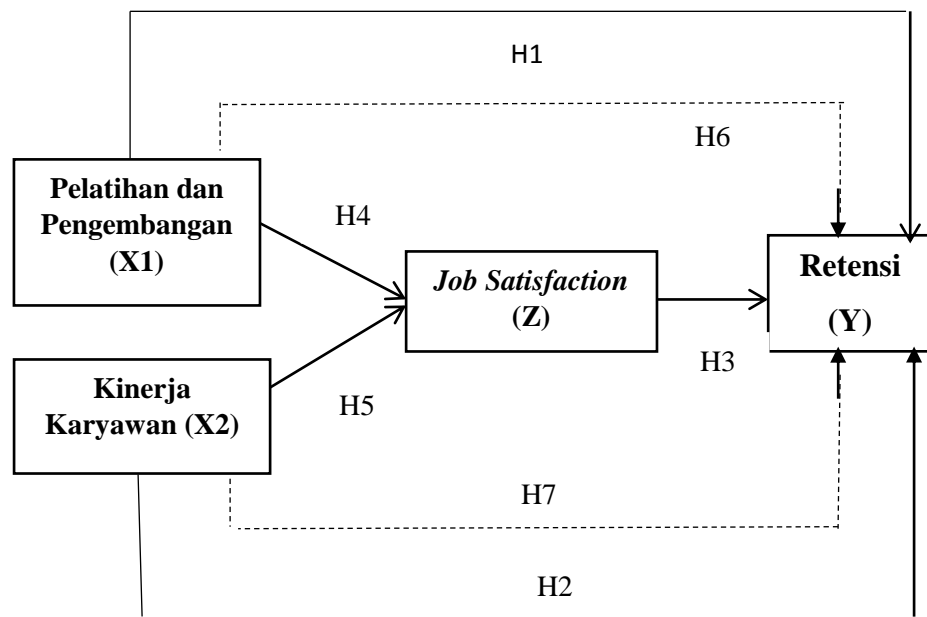 H1
H6
Pelatihan dan
Pengembangan
(X1)
H4
Job Satisfaction
(Z)
Retensi
(Y)
H3
Kinerja
Karyawan (X2)
H5
H7
H2